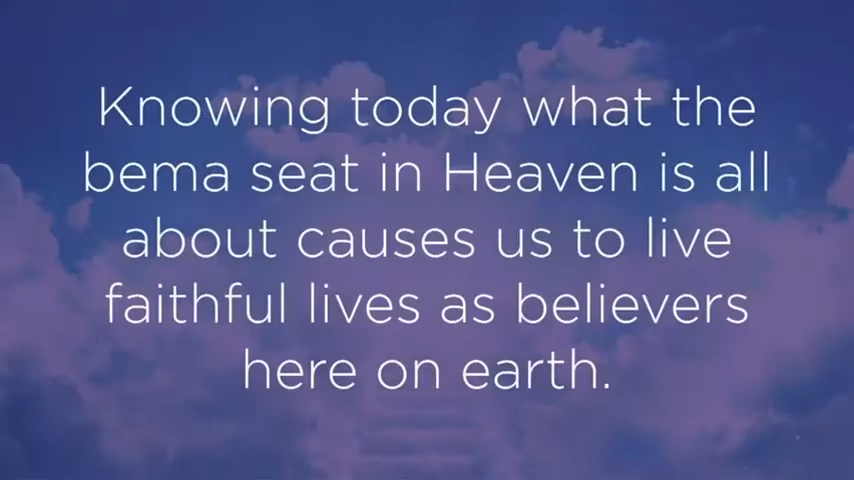 Knowing today what the
bema seat in Heaven is all
about causes us to live
faithful lives as believers
here on earth.